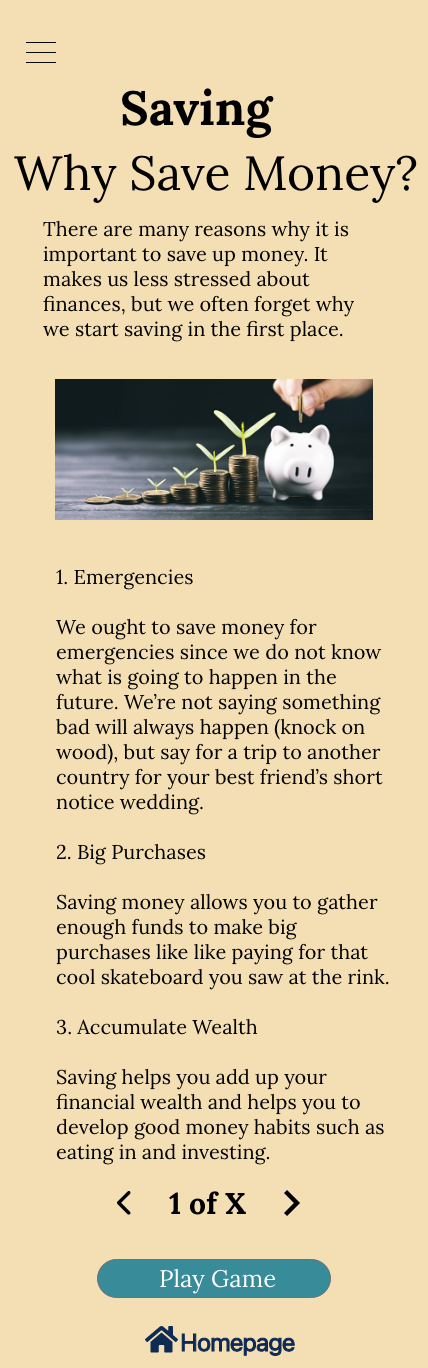 Saving
Why Save Money?
There are many reasons why it is
important to save up money. It
makes us less stressed about
finances, but we often forget why
we start saving in the first place.
1. Emergencies
We ought to save money for
emergencies since we do not know
what is going to happen in the
future. We’re not saying something
bad will always happen (knock on
wood), but say for a trip to another
country for your best friend’s short
notice wedding.
2. Big Purchases
Saving money allows you to gather
enough funds to make big
purchases like like paying for that
cool skateboard you saw at the rink.
3. Accumulate Wealth
Saving helps you add up your
financial wealth and helps you to
develop good money habits such as
eating in and investing.
1 of X
Play Game
Homepage